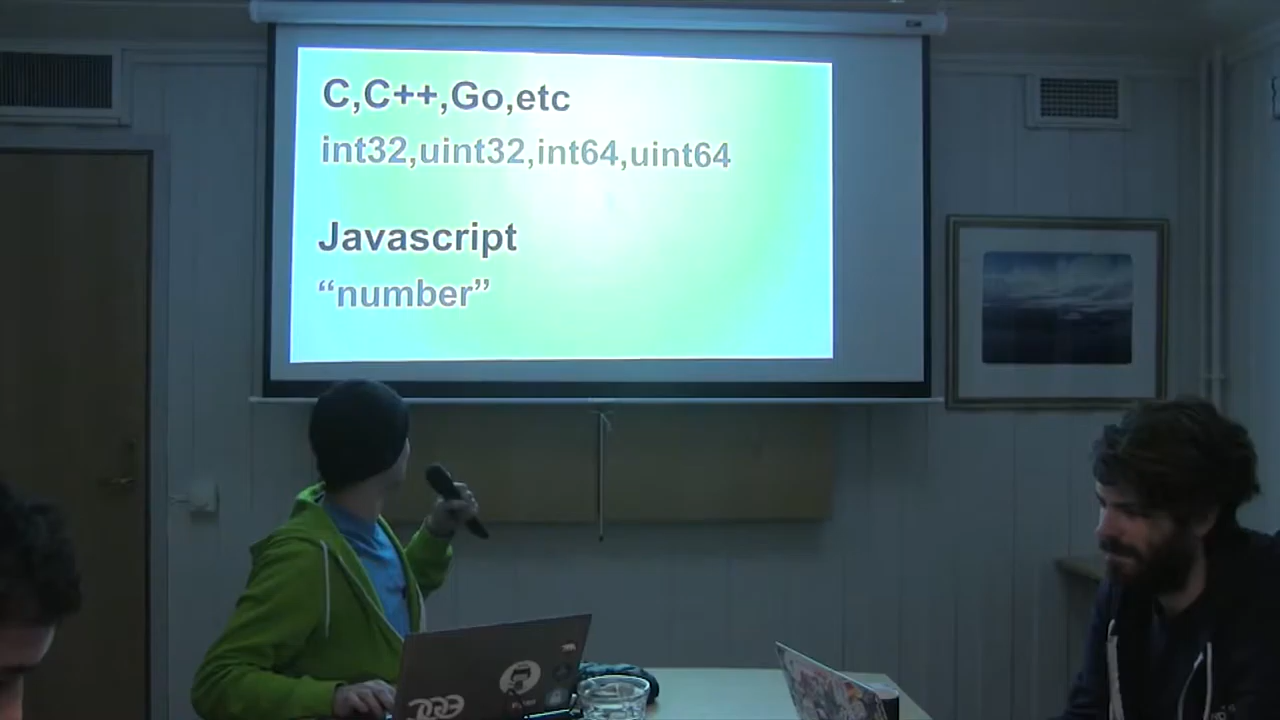 C,C++,Go,etc
int32,uint32,int64,uint64
Javascript
“number”